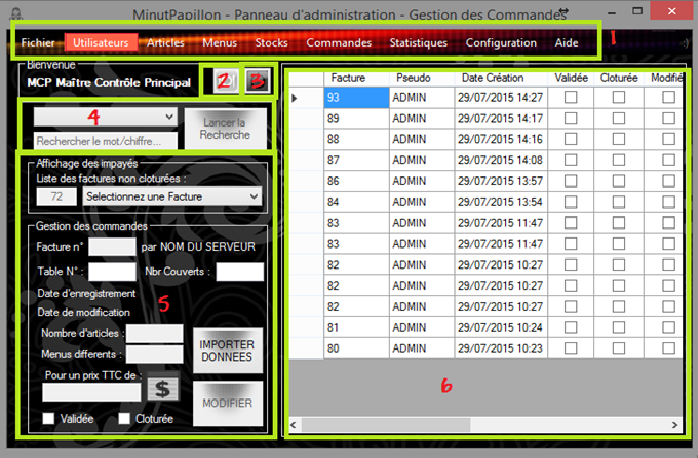 MinutPapillon - Panneau d'administration - Gestion des Commandes
Fichier Utilisateurs Articles Menus Stocks Commandes Statistiques Configuration Aide 1
Bienvenue
MCP Maître Contrôle Principal 2 3
4
Rechercher le mot/chiffre...
Lancer la
Recherche
Affichage des impayés
Liste des factures non cloturées :
72 Selectionnez une Facture
Gestion des commandes
Facture n° par NOM DU SERVEUR
Table N° : Nbr Couverts :
Date d'enregistrement
5
Date de modification
Nombre d'articles :
Menus differents :
IMPORTER
DONNEES
Pour un prix TTC de :
$
MODIFIER
Validée Cloturée
Facture Pseudo Date Création Validée Cloturée Modifié
93 ADMIN 29/07/2015 14:27
89 ADMIN 29/07/2015 14:17
88 ADMIN 29/07/2015 14:16
87 ADMIN 29/07/2015 14:08
86 ADMIN 29/07/2015 13:57
84 ADMIN 29/07/2015 13:54
83 ADMIN 29/07/2015 11:47
83 ADMIN 29/07/2015 11:47
82 ADMIN 29/07/2015 10:27
82 ADMIN 29/07/2015 10:27
82 ADMIN 29/07/2015 10:27
81 ADMIN 29/07/2015 10:24
80 ADMIN 29/07/2015 10:23
6